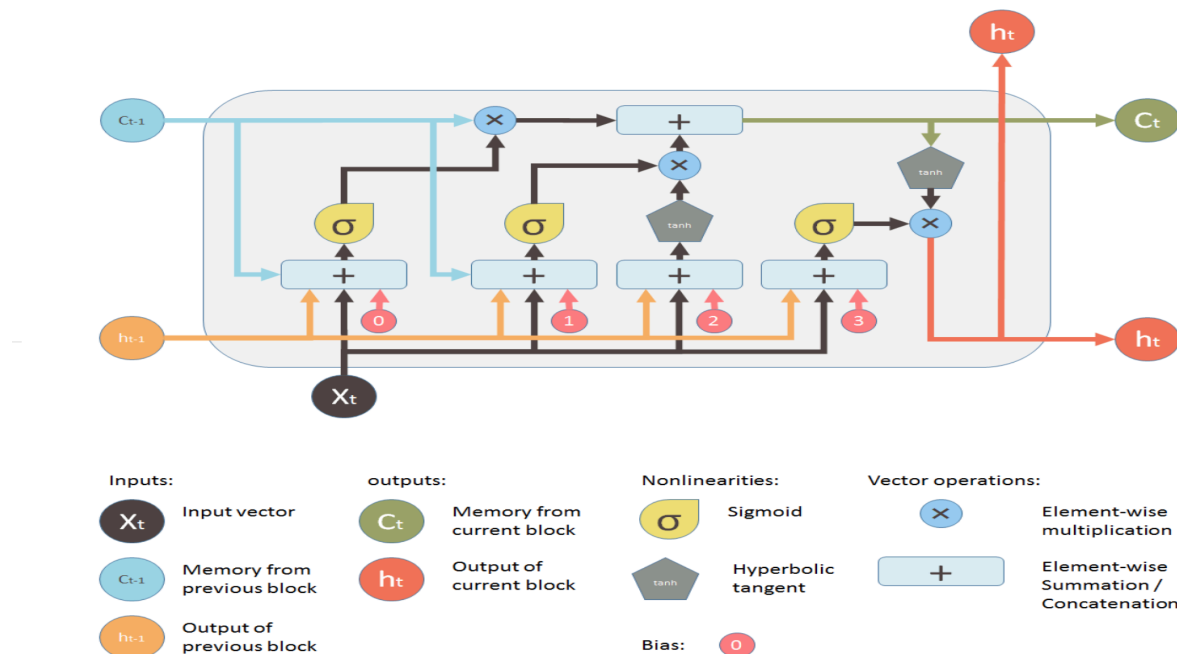 hₜ
Cₜ₋₁
×
+
Cₜ
tanh
×
σ
σ
tanh
σ
×
+
+
+
+
0
1
2
3
hₜ₋₁
hₜ
Xₜ
Inputs:
outputs:
Nonlinearities:
Vector operations:
Xₜ
Input vector
Cₜ
Memory from
current block
σ
Sigmoid
×
Element-wise
multiplication
Cₜ₋₁
Memory from
previous block
hₜ
Output of
current block
tanh
Hyperbolic
tangent
+
Element-wise
Summation /
Concatenation
hₜ₋₁
Output of
previous block
Bias:
0